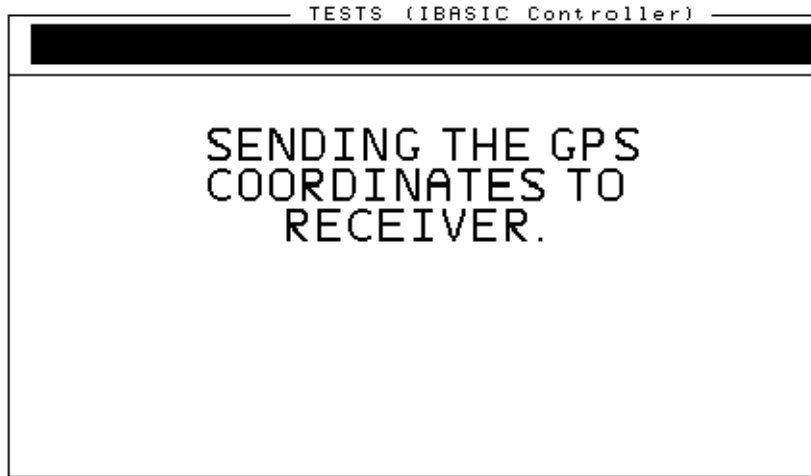 TESTS (IBASIC Controller)
SENDING THE GPS
COORDINATES TO
RECEIVER.